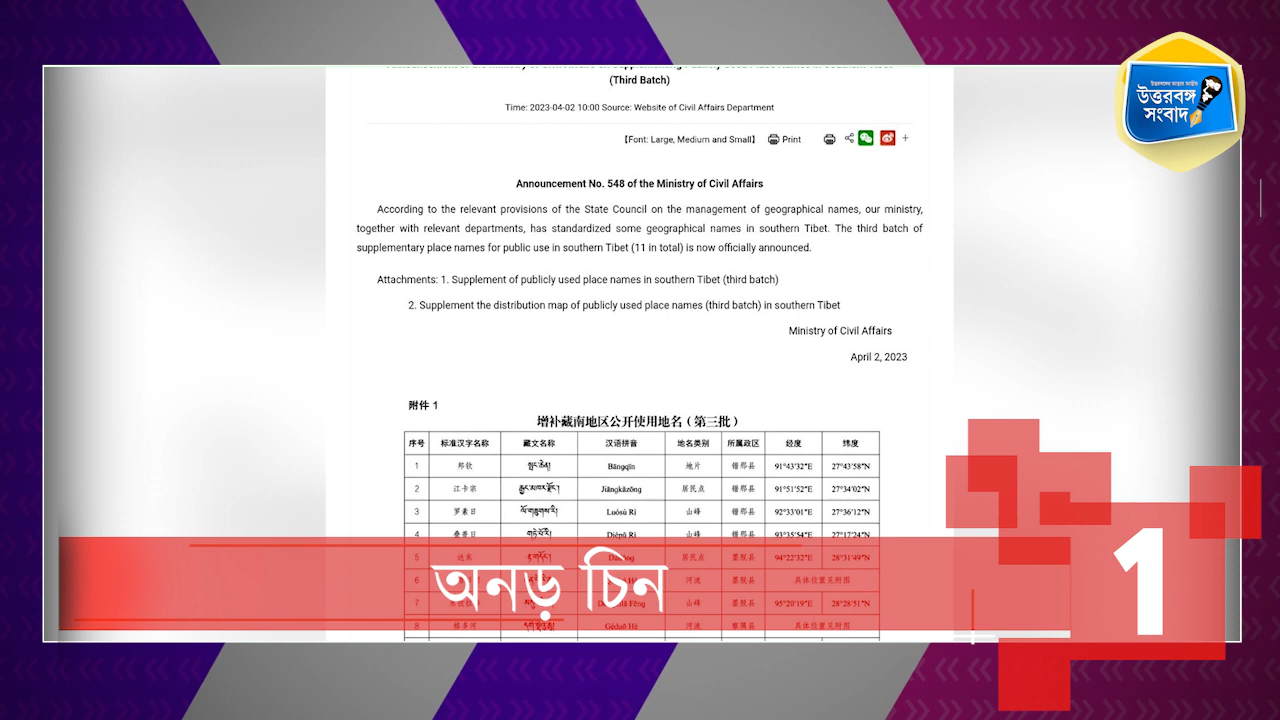 (Third Batch)
Time: 2023-04-02 10:00 Source: Website of Civil Affairs Department
【Font: Large, Medium and Small】 Print +
Announcement No. 548 of the Ministry of Civil Affairs
According to the relevant provisions of the State Council on the management of geographical names, our ministry,
together with relevant departments, has standardized some geographical names in southern Tibet. The third batch of
supplementary place names for public use in southern Tibet (11 in total) is now officially announced.
Attachments: 1. Supplement of publicly used place names in southern Tibet (third batch)
2. Supplement the distribution map of publicly used place names (third batch) in southern Tibet
Ministry of Civil Affairs
April 2, 2023
附件 1
增补藏南地区公开使用地名（第三批）
序号 标准汉字名称 藏文名称 汉语拼音 地名类别 所属政区 经度 纬度
1 邦钦 Bāngqīn 地片 错那县 91°43′32″E 27°43′58″N
2 江卡宗 Jiāngkǎzōng 居民点 错那县 91°51′52″E 27°34′02″N
3 罗素日 Luósù Rì 山峰 错那县 92°33′01″E 27°36′12″N
4 日 Diépǔ Rì 山峰 错那县 93°35′54″E 27°17′24″N
5 达东 居民点 墨脱县 94°22′32″E 28°31′49″N
6 河流 墨脱县 具体位置见附图
7 Fēng 山峰 墨脱县 95°20′19″E 28°28′51″N
8 格多河 Géduō Hé 河流 察隅县 具体位置见附图
উত্তরবঙ্গ
সংবাদ
অনড় চিন
1